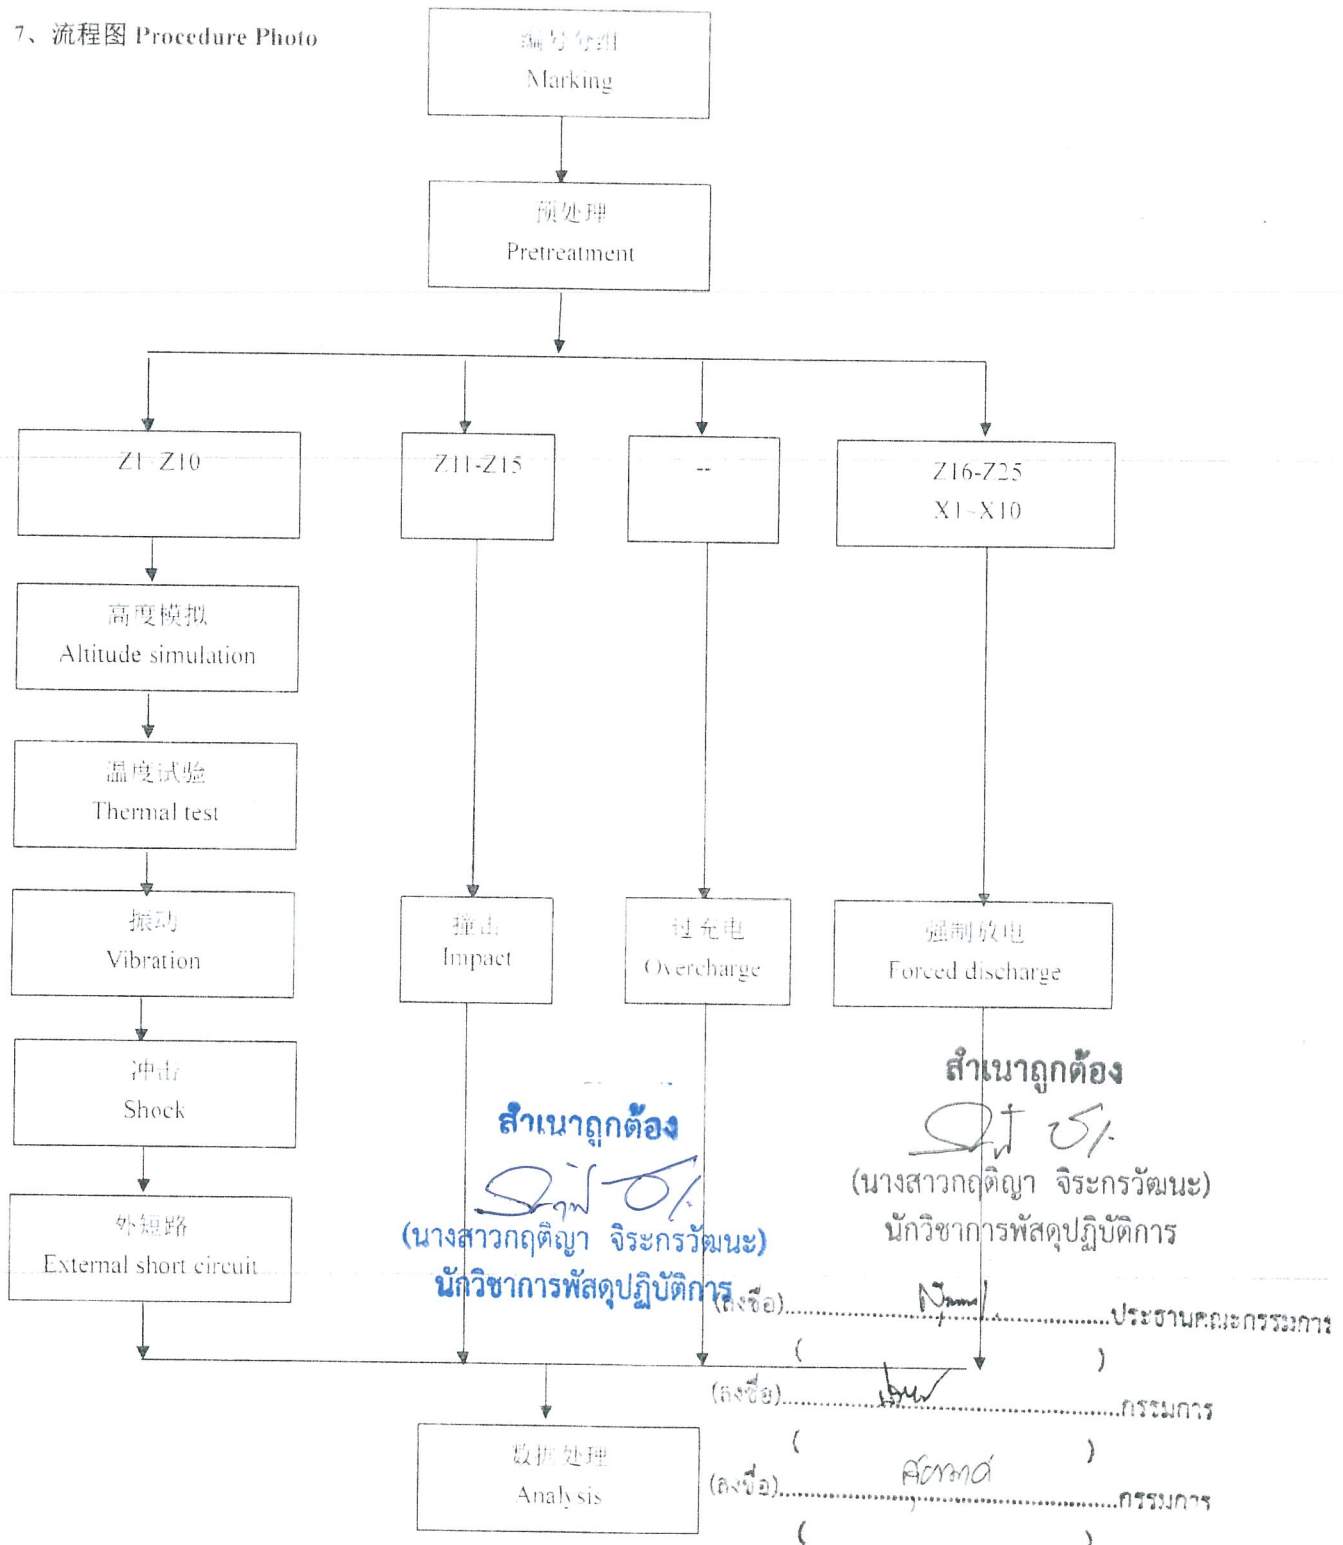 7、流程图 Procedure Photo
编号分组
Marking
预处理
Pretreatment
Z1~Z10
Z11-Z15
--
Z16-Z25
X1~X10
高度模拟
Altitude simulation
温度试验
Thermal test
振动
Vibration
撞击
Impact
过充电
Overcharge
强制放电
Forced discharge
冲击
Shock
外短路
External short circuit
สำเนาถูกต้อง
(นางสาวกฤติญา จิระกรวัฒนะ)
นักวิชาการพัสดุปฏิบัติการ
สำเนาถูกต้อง
(นางสาวกฤติญา จิระกรวัฒนะ)
นักวิชาการพัสดุปฏิบัติการ
(ลงชื่อ)....................................ประธานคณะกรรมการ
( )
(ลงชื่อ)....................................กรรมการ
( )
(ลงชื่อ)....................................กรรมการ
( )
数据处理
Analysis